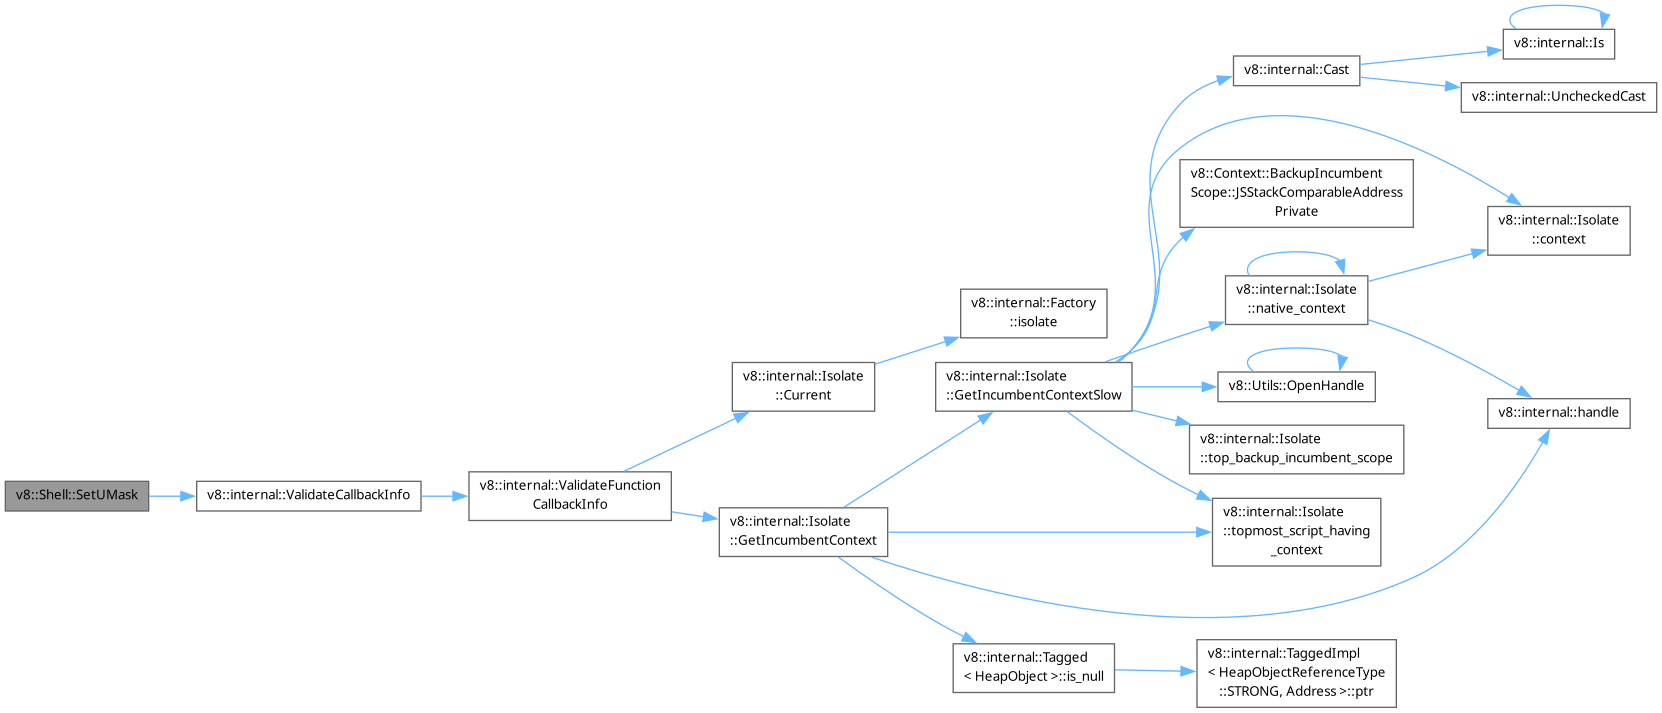 v8::Shell::SetUMask
v8::internal::ValidateCallbackInfo
v8::internal::ValidateFunction
CallbackInfo
v8::internal::Isolate
::Current
v8::internal::Factory
::isolate
v8::internal::Isolate
::GetIncumbentContext
v8::internal::Isolate
::GetIncumbentContextSlow
v8::internal::Cast
v8::internal::Is
v8::internal::UncheckedCast
v8::Context::BackupIncumbent
Scope::JSStackComparableAddress
Private
v8::internal::Isolate
::context
v8::internal::Isolate
::native_context
v8::Utils::OpenHandle
v8::internal::handle
v8::internal::Isolate
::top_backup_incumbent_scope
v8::internal::Isolate
::topmost_script_having
_context
v8::internal::Tagged
< HeapObject >::is_null
v8::internal::TaggedImpl
< HeapObjectReferenceType
::STRONG, Address >::ptr